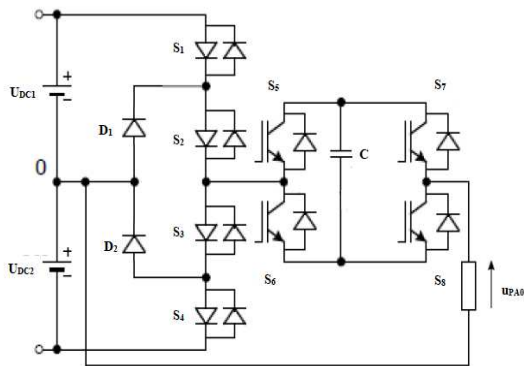 S1
S5
S7
+
UDC1
−
D1
S2
C
0
D2
S3
+
UDC2
−
S6
S8
uPA0
S4